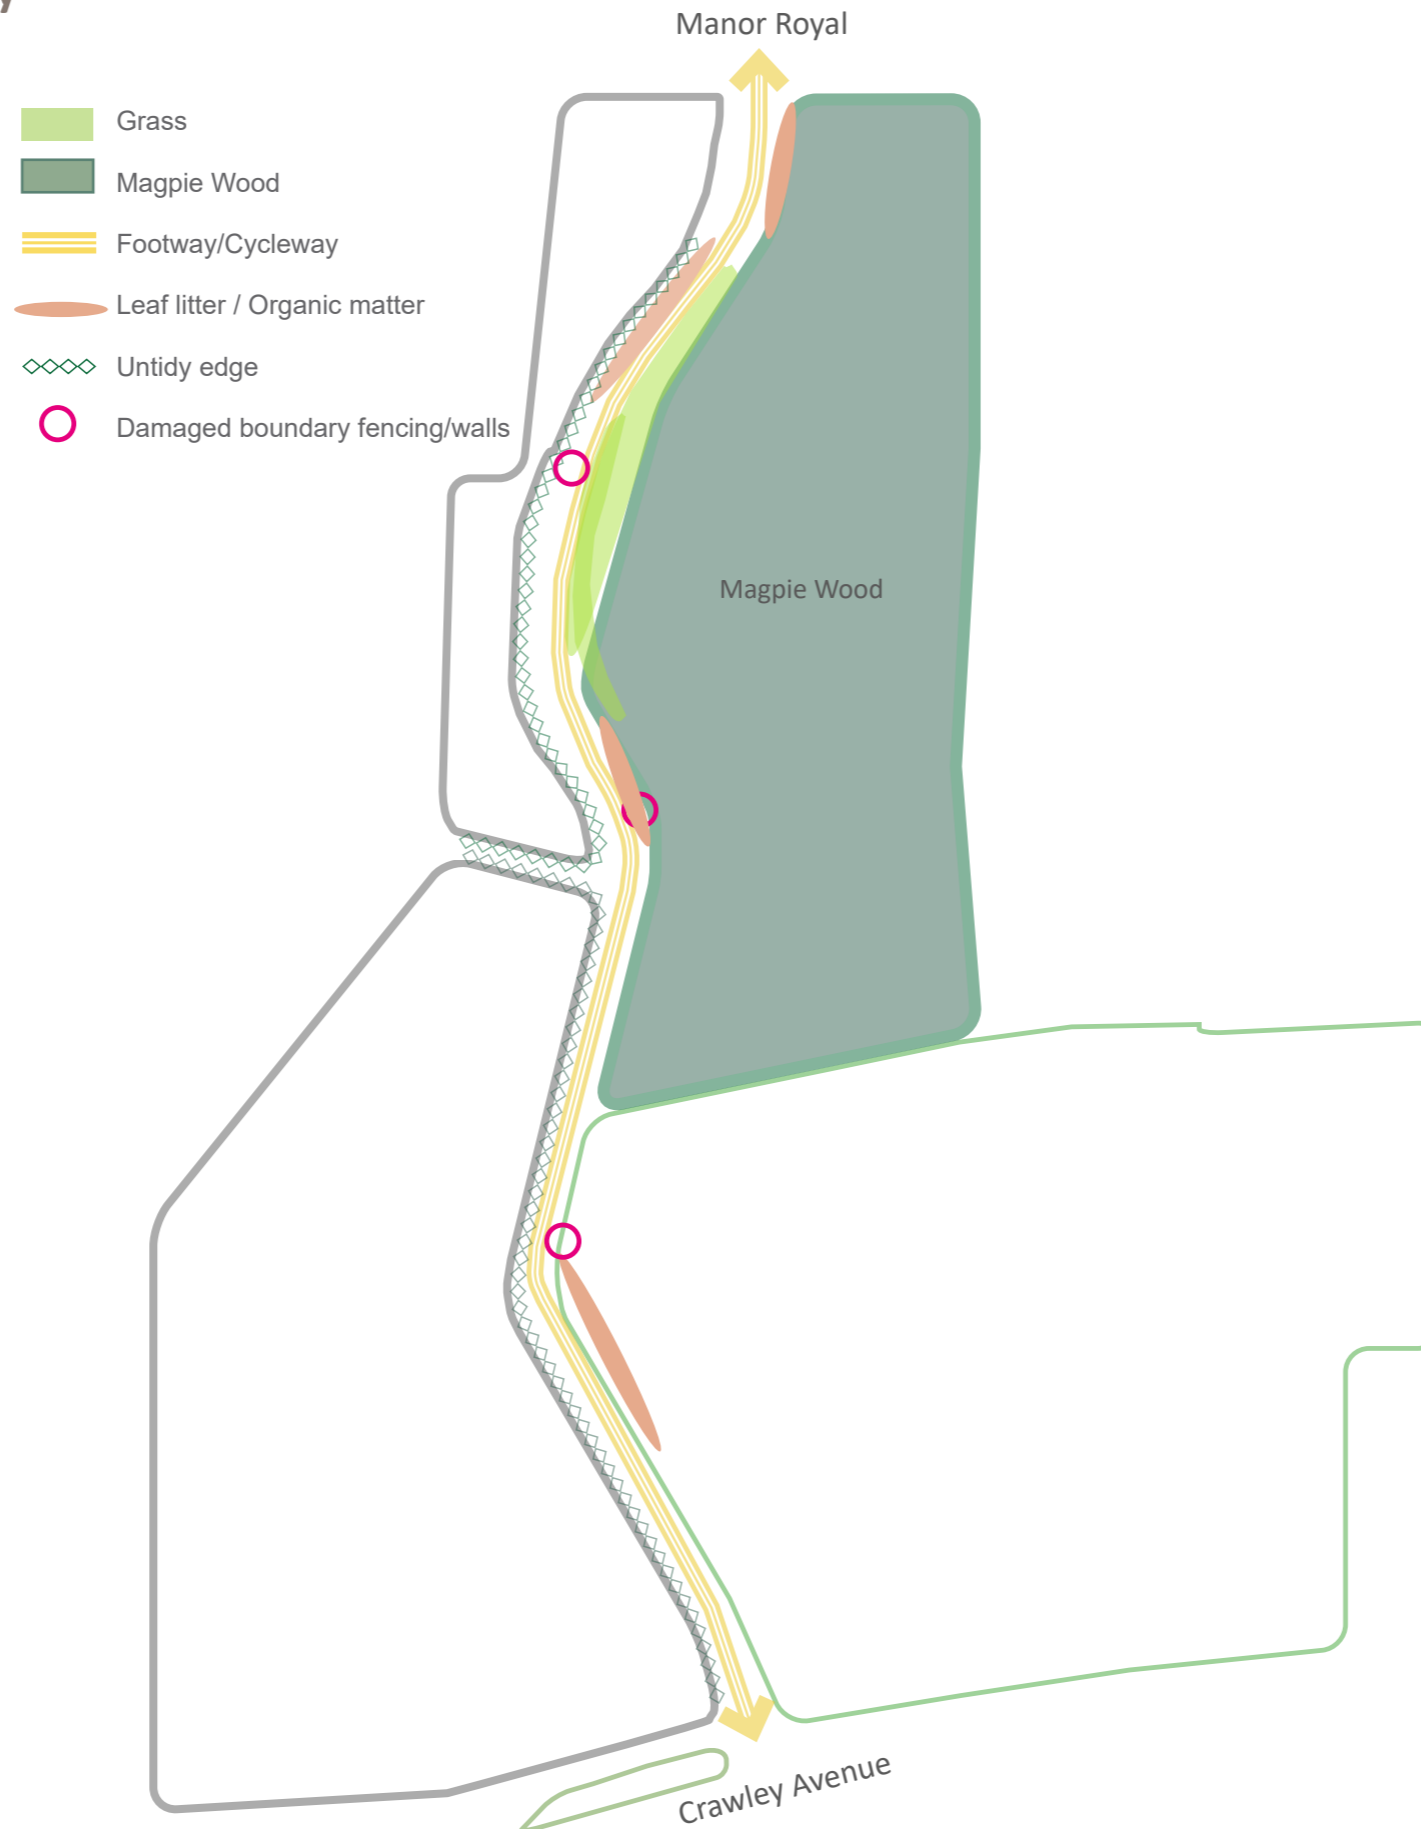 y
Manor Royal
Grass
Magpie Wood
Footway/Cycleway
Leaf litter / Organic matter
Untidy edge
Damaged boundary fencing/walls
Magpie Wood
Crawley Avenue